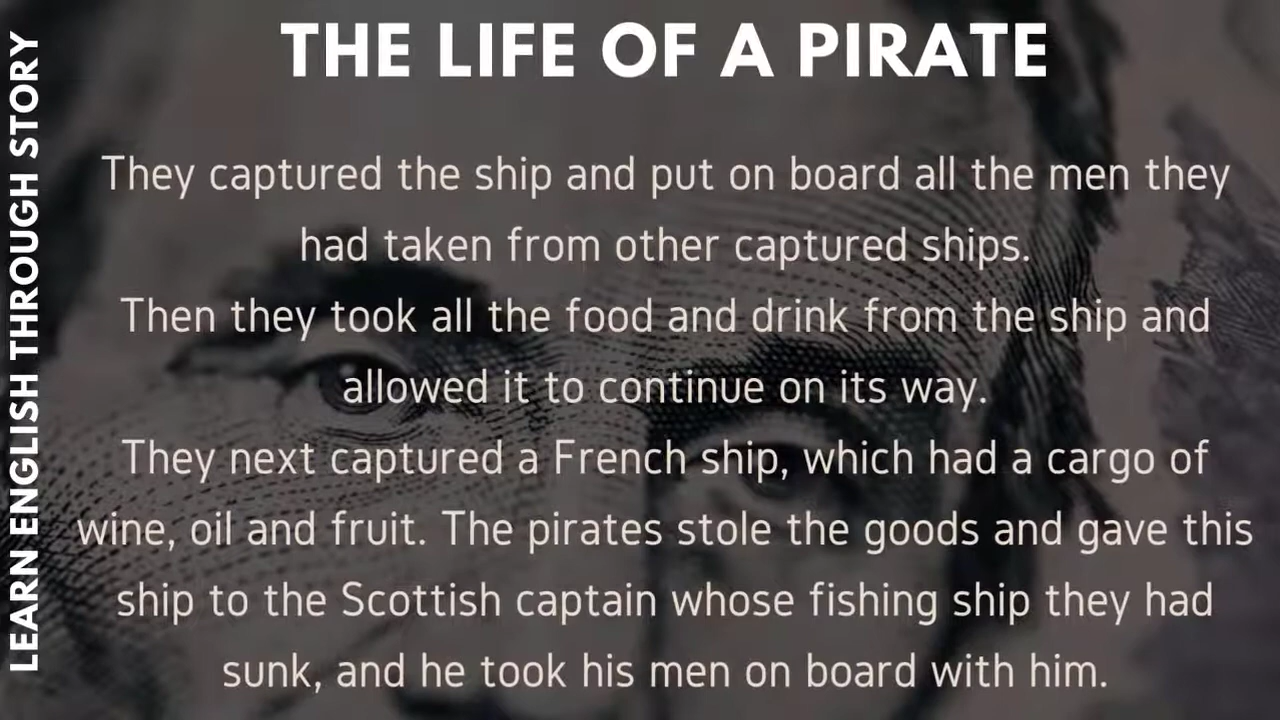 THE LIFE OF A PIRATE
LEARN ENGLISH THROUGH STORY
They captured the ship and put on board all the men they
had taken from other captured ships.
Then they took all the food and drink from the ship and
allowed it to continue on its way.
They next captured a French ship, which had a cargo of
wine, oil and fruit. The pirates stole the goods and gave this
ship to the Scottish captain whose fishing ship they had
sunk, and he took his men on board with him.